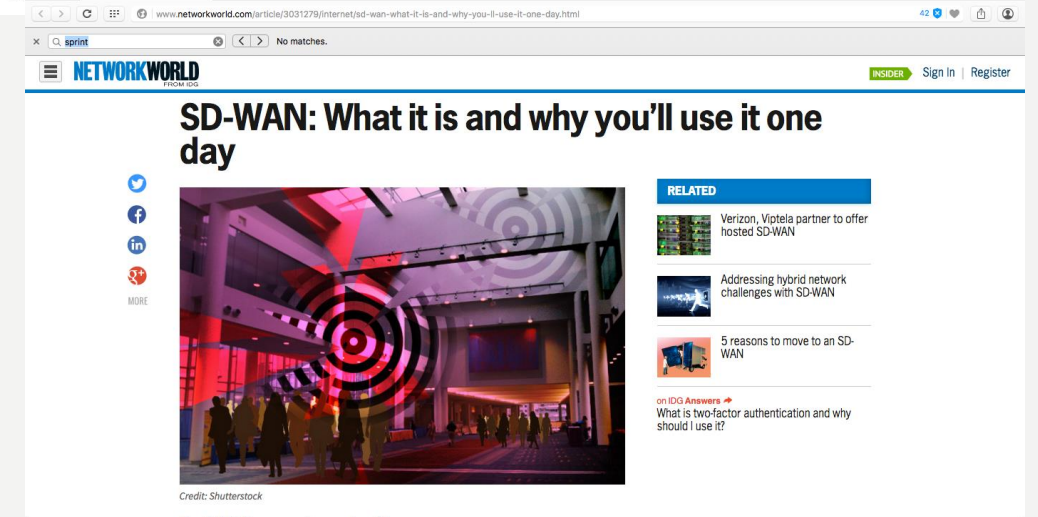 www.networkworld.com/article/3031279/internet/sd-wan-what-it-is-and-why-you-ll-use-it-one-day.html
42
sprint
No matches.
NETWORKWORLD
FROM IDG
INSIDER
Sign In | Register
SD-WAN: What it is and why you'll use it one
day
MORE
Credit: Shutterstock
RELATED
Verizon, Viptela partner to offer
hosted SD-WAN
Addressing hybrid network
challenges with SD-WAN
5 reasons to move to an SD-
WAN
on IDG Answers
What is two-factor authentication and why
should I use it?